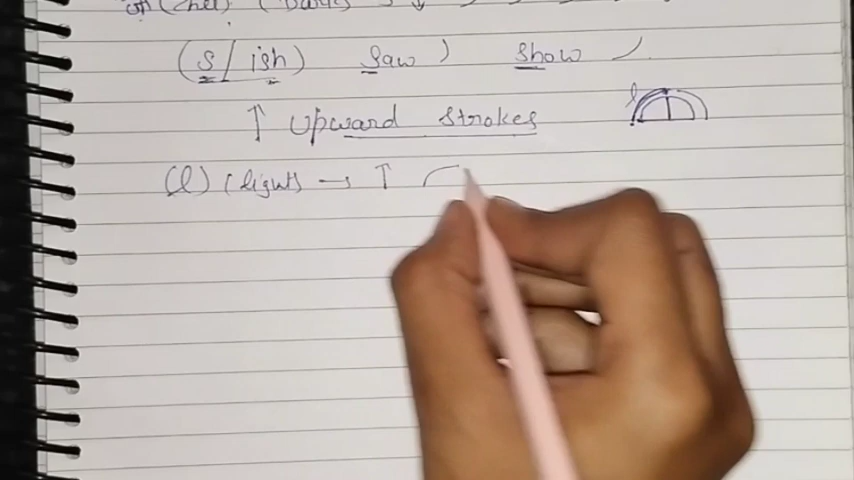 (s/ish) Saw ) Show
↑ Upward Strokes
l
(l) (light) → ↑